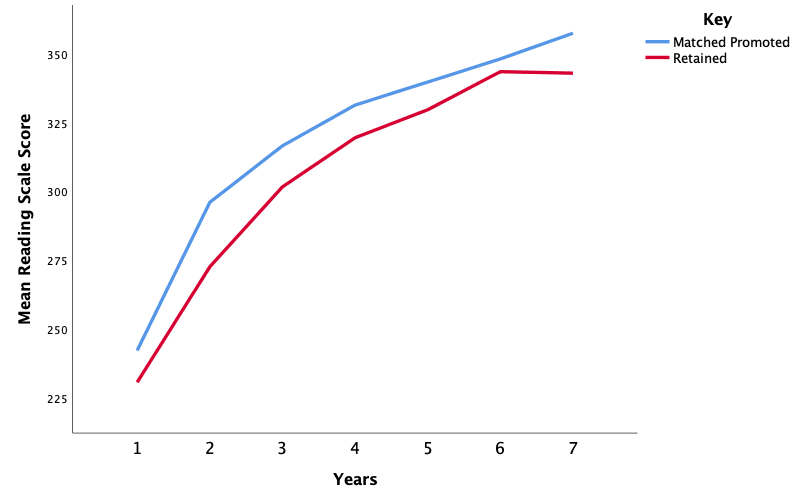 Key
Matched Promoted
Retained
Mean Reading Scale Score
350
325
300
275
250
225
1 2 3 4 5 6 7
Years